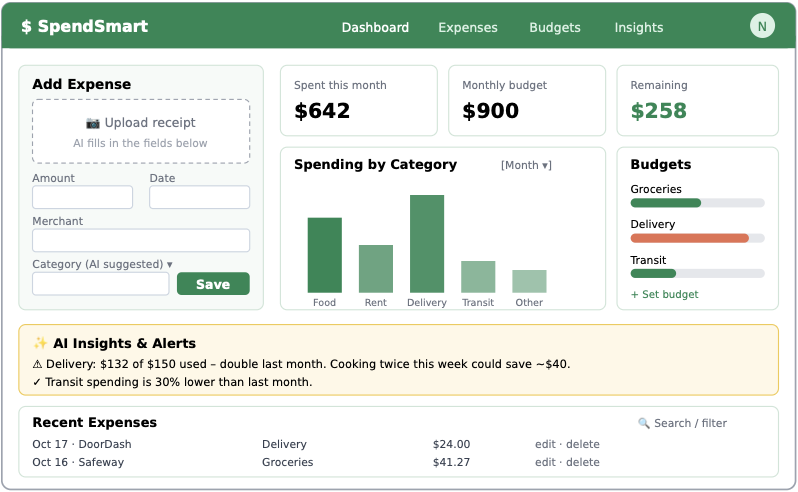 $ SpendSmart
Dashboard Expenses Budgets Insights
N
Add Expense
📷 Upload receipt
AI fills in the fields below
Amount Date
Merchant
Category (AI suggested) ▾
Save
Spent this month
$642
Monthly budget
$900
Remaining
$258
Spending by Category [Month ▾]
Food Rent Delivery Transit Other
Budgets
Groceries
Delivery
Transit
+ Set budget
✨ AI Insights & Alerts
⚠ Delivery: $132 of $150 used – double last month. Cooking twice this week could save ~$40.
✓ Transit spending is 30% lower than last month.
Recent Expenses 🔍 Search / filter
Oct 17 · DoorDash Delivery $24.00 edit · delete
Oct 16 · Safeway Groceries $41.27 edit · delete